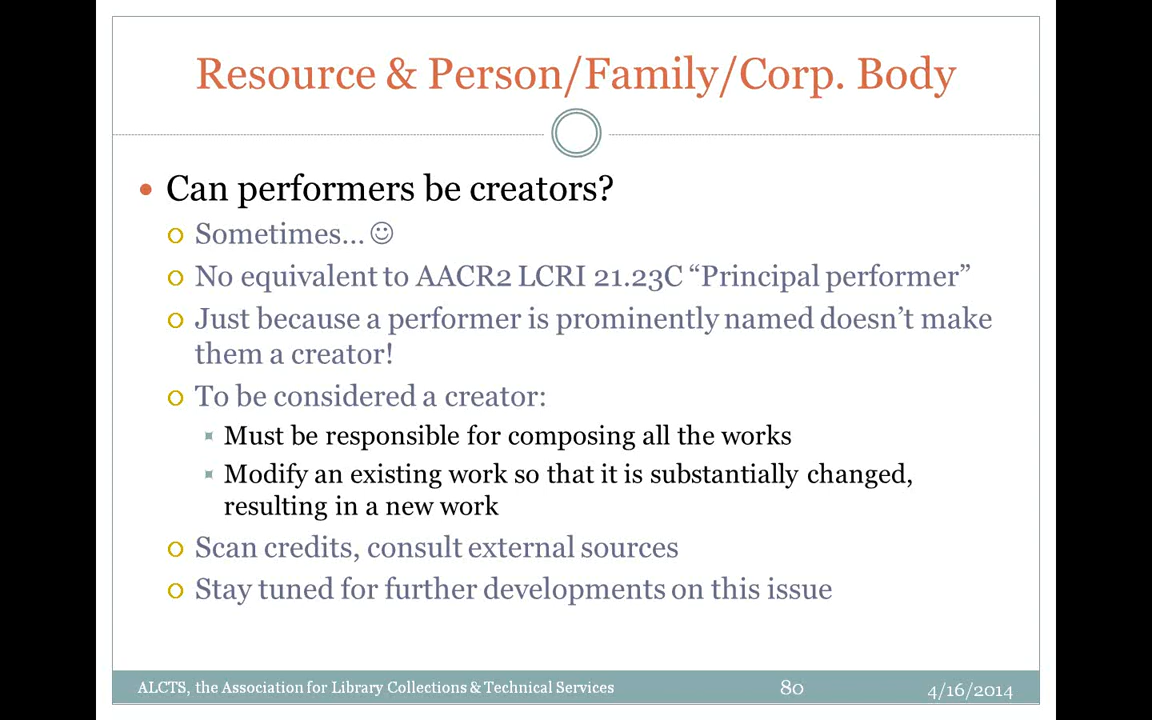 Resource & Person/Family/Corp. Body
Can performers be creators?
Sometimes…☺
No equivalent to AACR2 LCRI 21.23C “Principal performer”
Just because a performer is prominently named doesn’t make
them a creator!
To be considered a creator:
Must be responsible for composing all the works
Modify an existing work so that it is substantially changed,
resulting in a new work
Scan credits, consult external sources
Stay tuned for further developments on this issue
ALCTS, the Association for Library Collections & Technical Services 80 4/16/2014